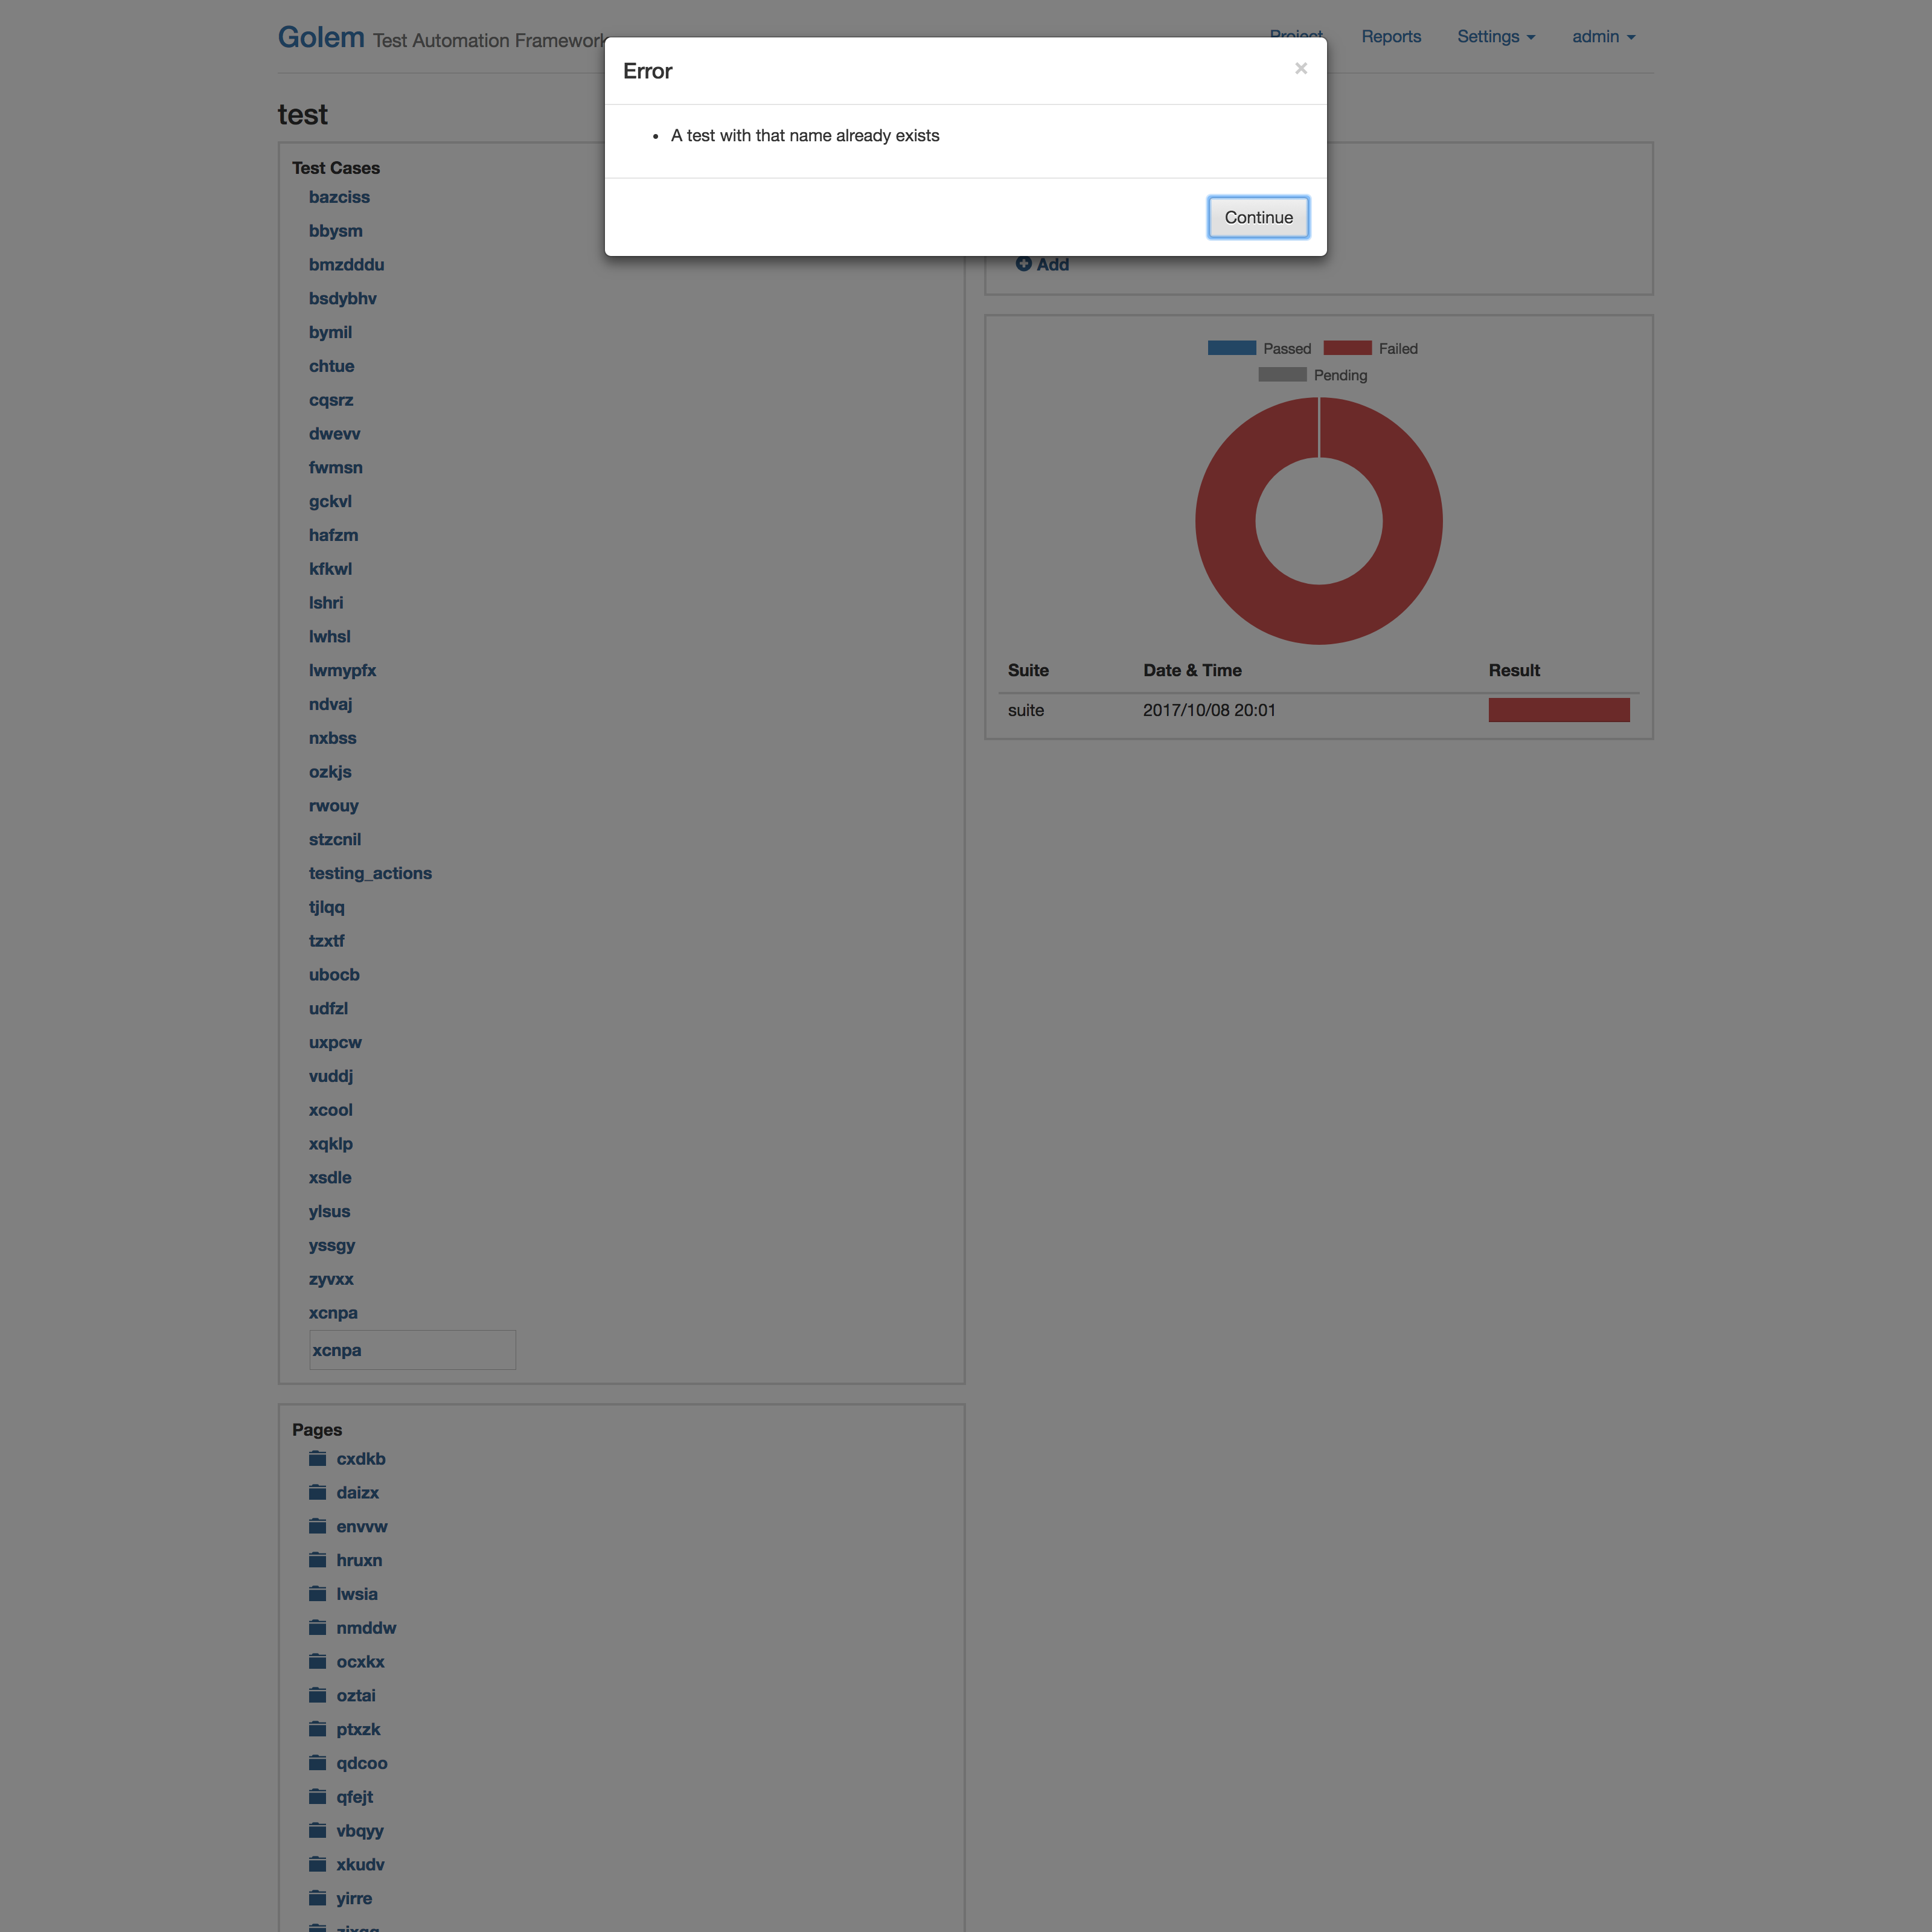 Golem Test Automation Framework
Project Reports Settings admin
Error ×
A test with that name already exists
Continue
test
Test Cases
bazciss
bbysm
bmzdddu
bsdybhv
bymil
chtue
cqsrz
dwevv
fwmsn
gckvl
hafzm
kfkwl
lshri
lwhsl
lwmypfx
ndvaj
nxbss
ozkjs
rwouy
stzcnil
testing_actions
tjlqq
tzxtf
ubocb
udfzl
uxpcw
vuddj
xcool
xqklp
xsdle
ylsus
yssgy
zyvxx
xcnpa
xcnpa
Pages
cxdkb
daizx
envvw
hruxn
lwsia
nmddw
ocxkx
oztai
ptxzk
qdcoo
qfejt
vbqyy
xkudv
yirre
Add
Passed Failed
Pending
Suite Date & Time Result
suite 2017/10/08 20:01